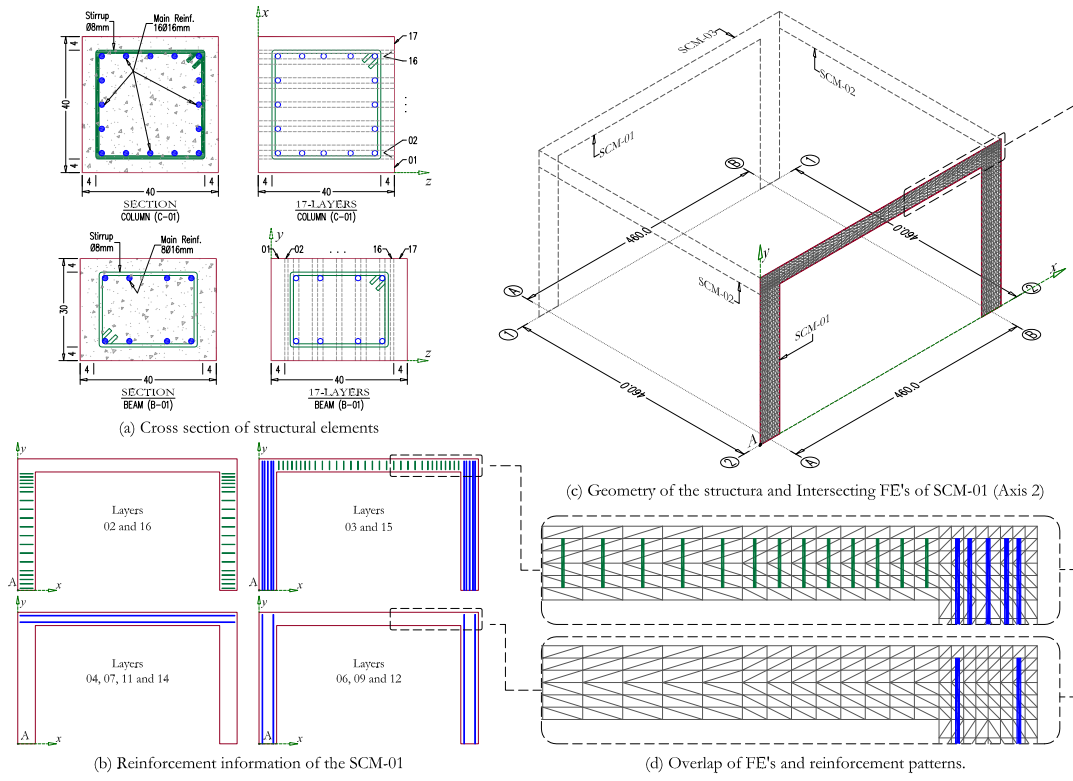 Stirrup
Ø8mm
Main Reinf.
16Ø16mm
4
40
4
4
40
4
SECTION
COLUMN (C-01)
x
17
16
02
01
z
4
40
4
17-LAYERS
COLUMN (C-01)
Stirrup
Ø8mm
Main Reinf.
8Ø16mm
4
30
4
4
40
4
SECTION
BEAM (B-01)
y
01
02
. . .
16
17
z
4
40
4
17-LAYERS
BEAM (B-01)
(a) Cross section of structural elements
y
Layers
02 and 16
A
x
y
Layers
03 and 15
A
x
y
Layers
04, 07, 11 and 14
A
x
y
Layers
06, 09 and 12
A
x
(b) Reinforcement information of the SCM-01
SCM-03
SCM-02
SCM-01
B
1
460.0
460.0
y
x
SCM-02
A
1
2
B
SCM-01
460.0
460.0
A
2
A
(c) Geometry of the structura and Intersecting FE's of SCM-01 (Axis 2)
(d) Overlap of FE's and reinforcement patterns.